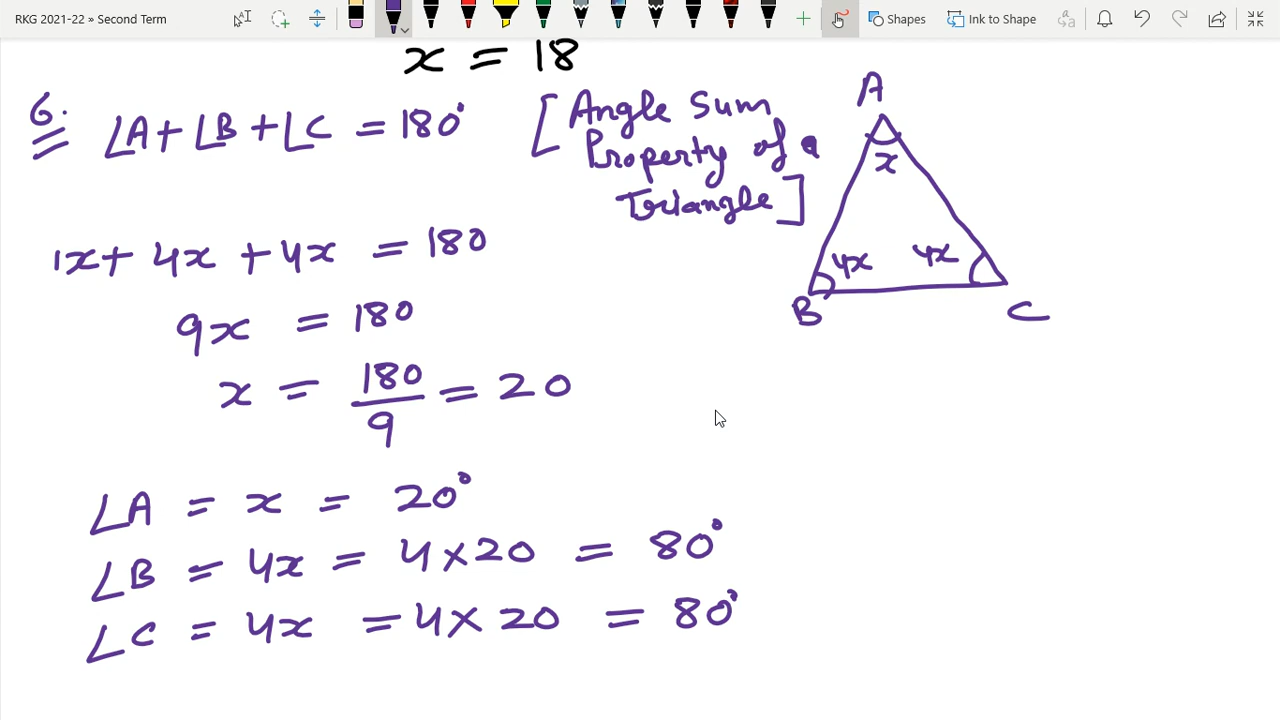 RKG 2021-22 » Second Term
Shapes
Ink to Shape
x = 18
6. ∠A + ∠B + ∠C = 180° [Angle Sum
Property of a
Triangle]
1x + 4x + 4x = 180
9x = 180
x = 180/9 = 20
∠A = x = 20°
∠B = 4x = 4 × 20 = 80°
∠C = 4x = 4 × 20 = 80°
A
x
4x 4x
B C